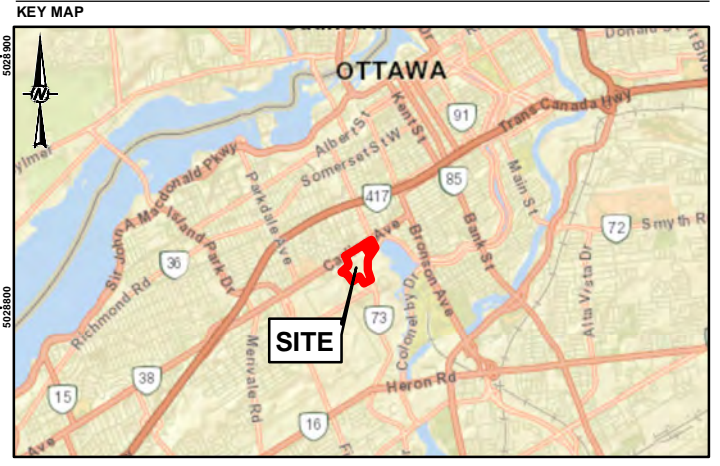 KEY MAP
5028900
5028800
N
OTTAWA
Donald St
Blv
Kent St
91
Trans Canada Hwy
Albert St
Somerset St W
ylmer
Sir John A Macdonald Pkwy
Parkdale Ave
417
85
Main St
Island Park Dr
Ave
Bronson Ave
Bank St
72
Smyth R
36
Richmond Rd
Alta Vista Dr
Colonel by Dr
SITE
73
Merivale Rd
38
15
Heron Rd
16
Ave